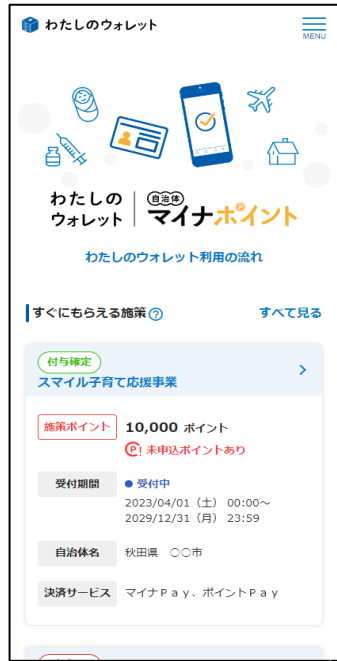 わたしのウォレット
MENU
わたしの
ウォレット
自治体
マイナポイント
わたしのウォレット利用の流れ
すぐにもらえる施策?
すべて見る
付与確定
スマイル子育て応援事業
施策ポイント
10,000 ポイント
P! 未申込ポイントあり
受付期間
受付中
2023/04/01（土） 00:00～
2029/12/31（月） 23:59
自治体名
秋田県 〇〇市
決済サービス
マイナＰａｙ、ポイントＰａｙ